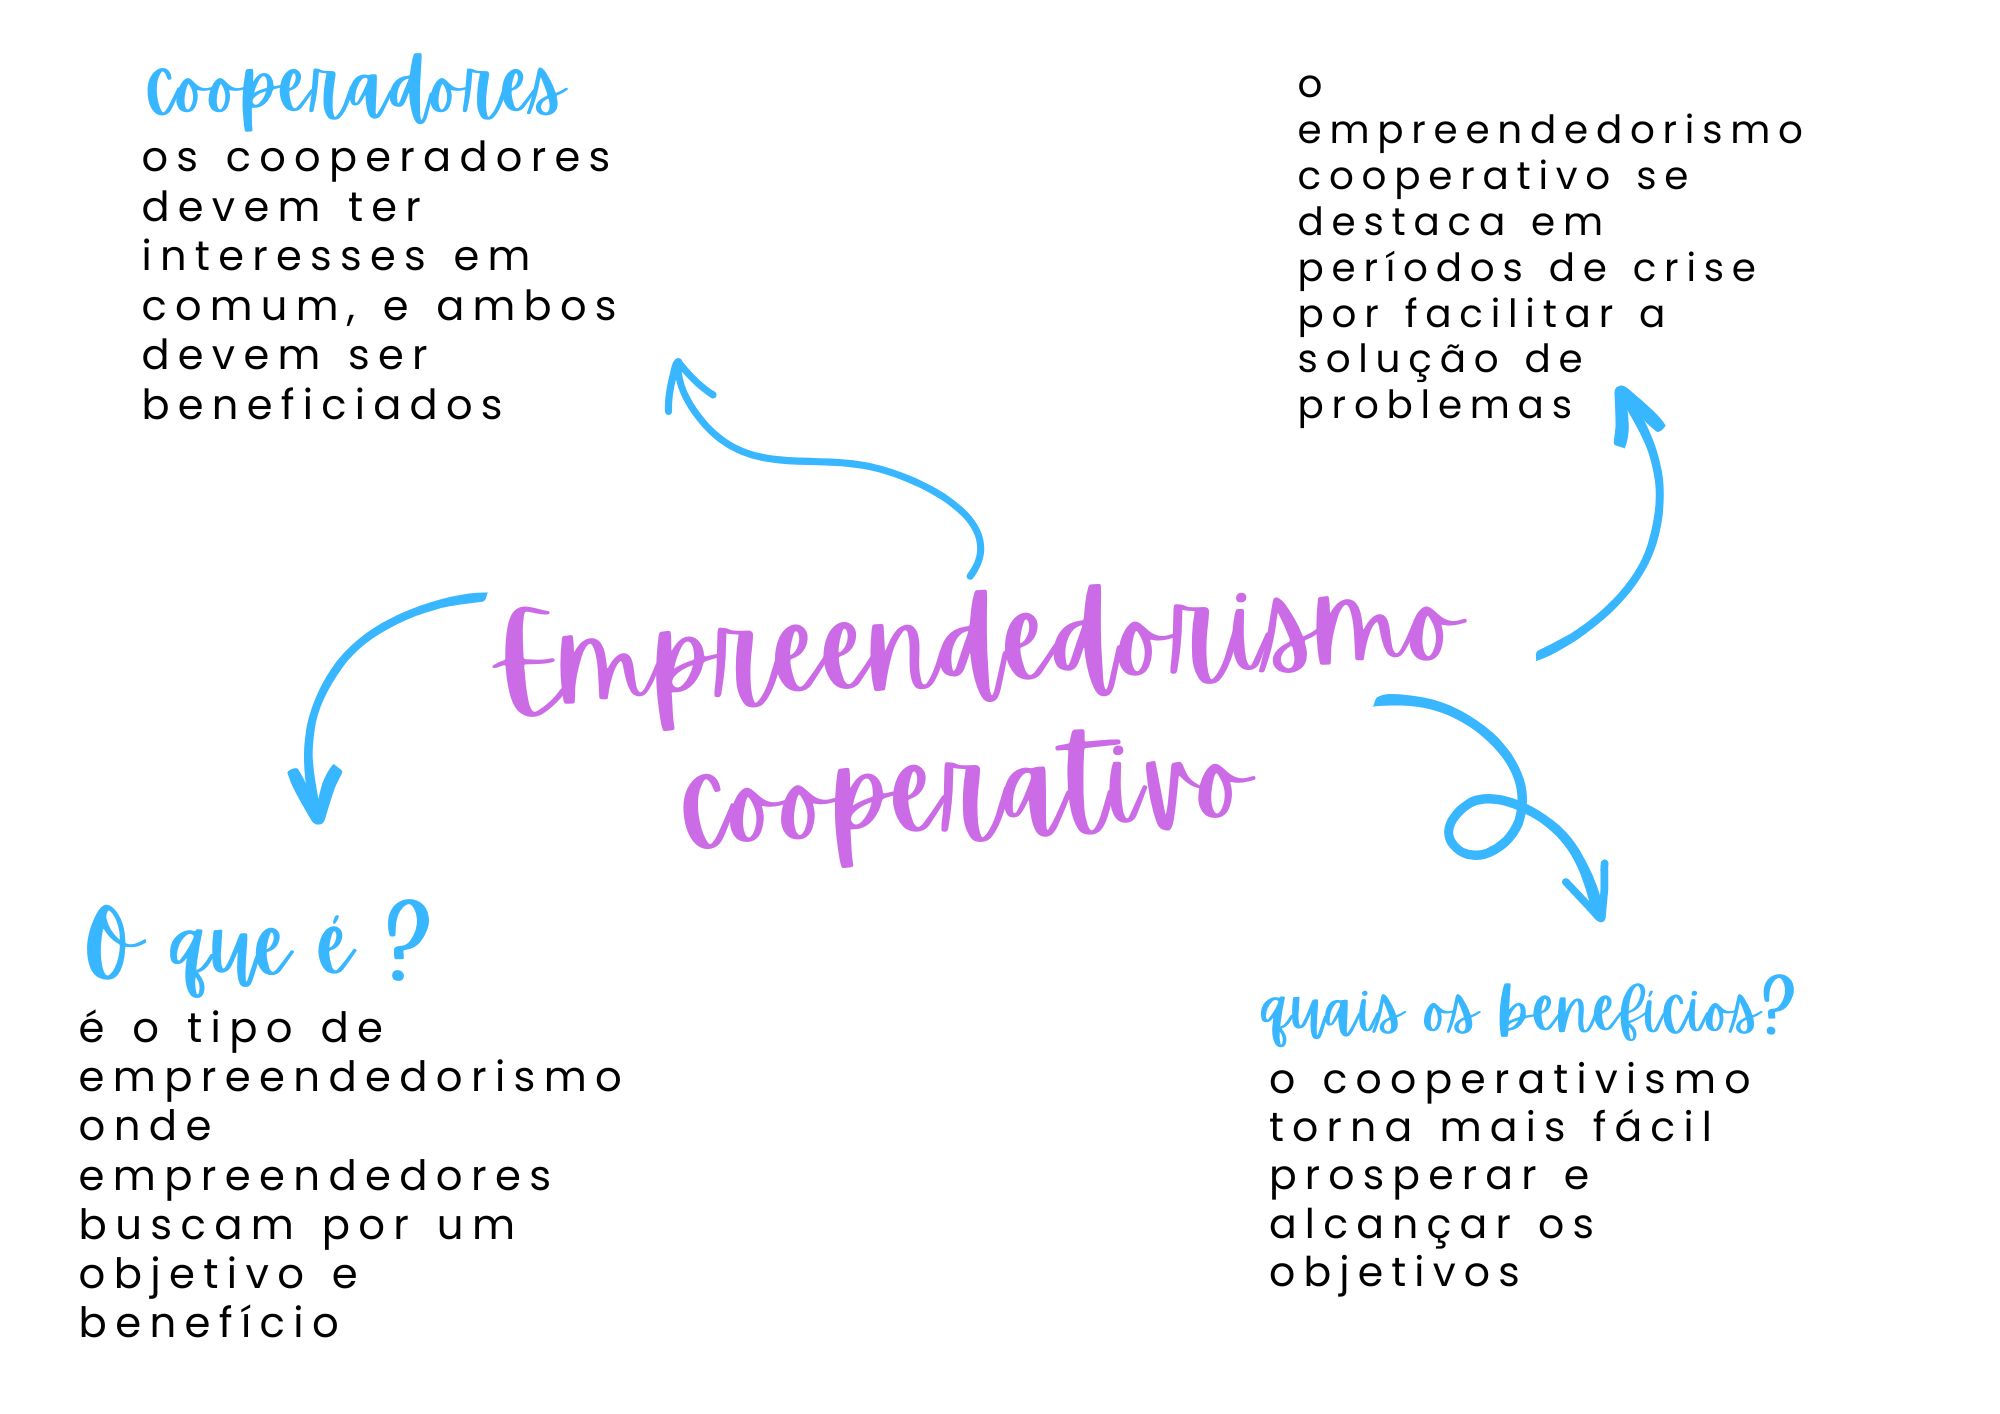 cooperadores
os cooperadores
devem ter
interesses em
comum, e ambos
devem ser
beneficiados
o
empreendedorismo
cooperativo se
destaca em
períodos de crise
por facilitar a
solução de
problemas
Empreendedorismo
cooperativo
O que é ?
é o tipo de
empreendedorismo
onde
empreendedores
buscam por um
objetivo e
benefício
quais os benefícios?
o cooperativismo
torna mais fácil
prosperar e
alcançar os
objetivos